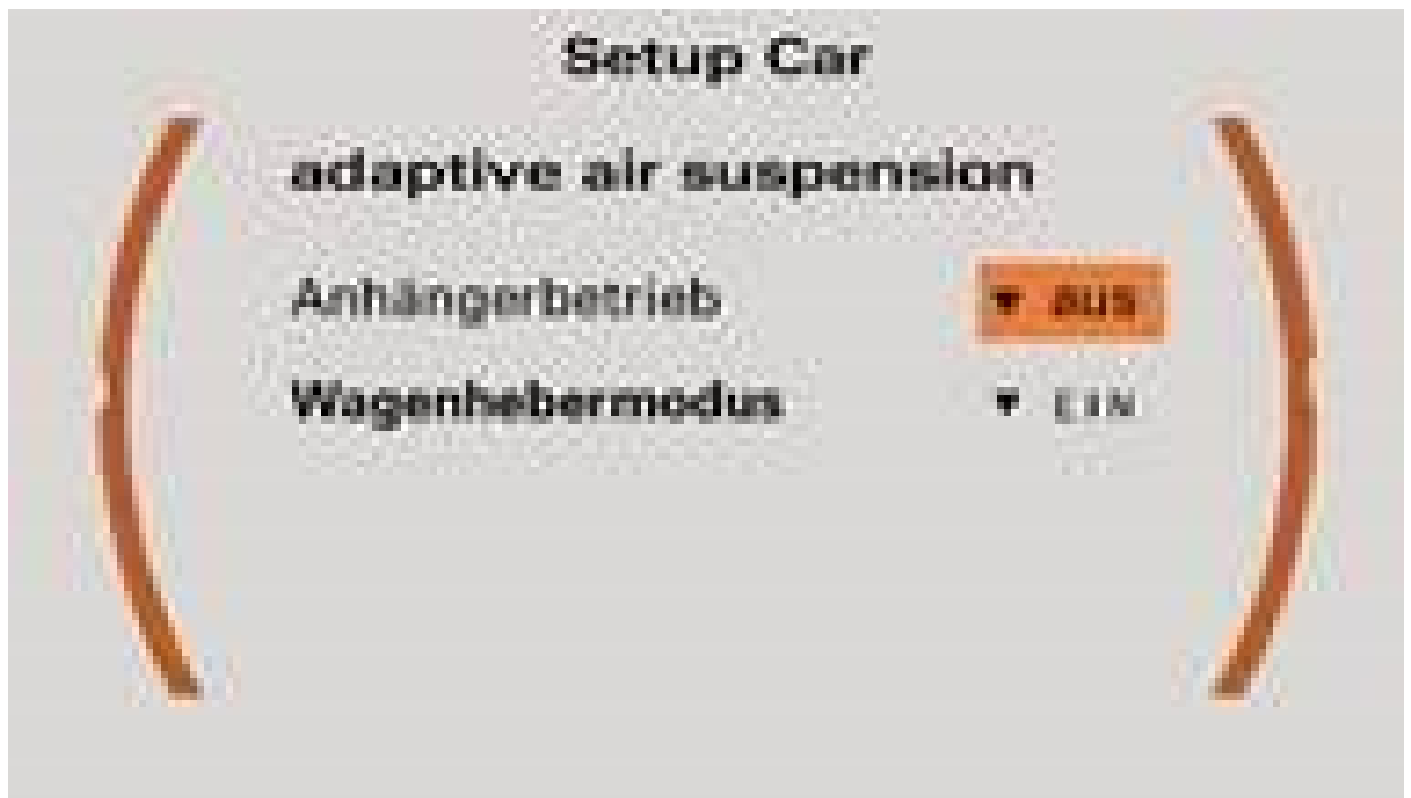 Setup Car
adaptive air suspension
Anhängerbetrieb ▼ aus
Wagenhebermodus ▼ EIN